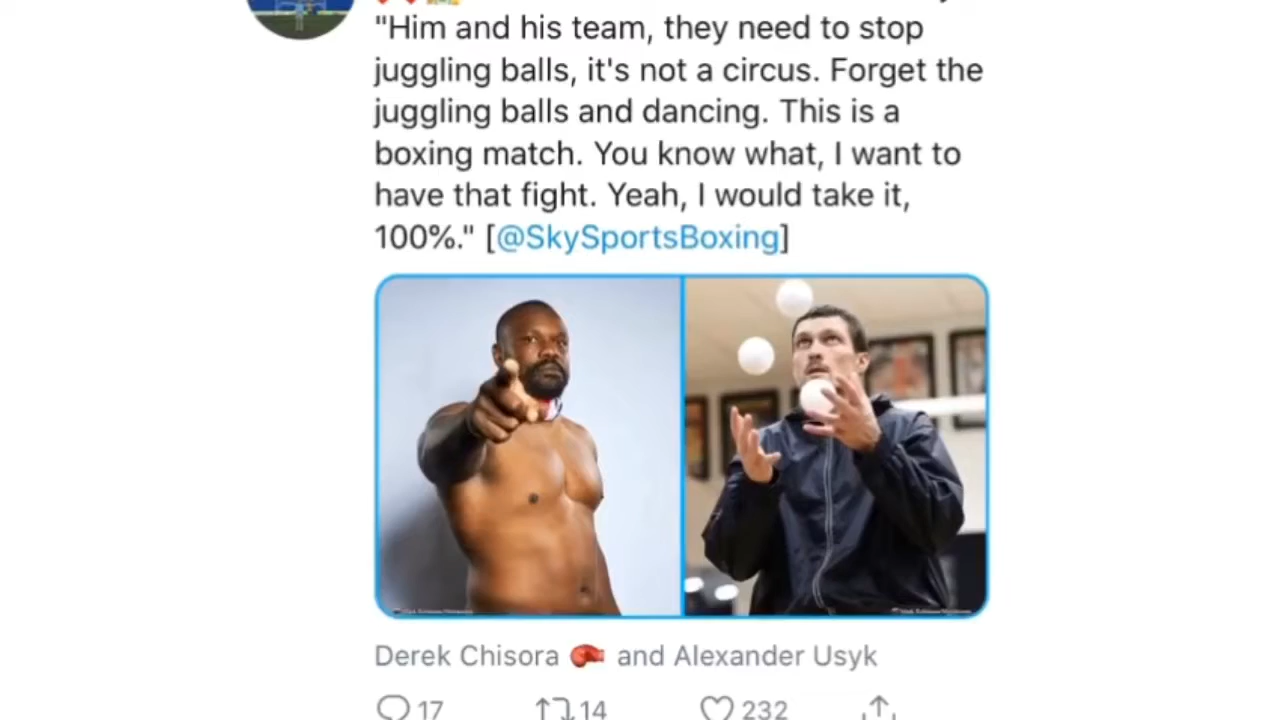 "Him and his team, they need to stop
juggling balls, it's not a circus. Forget the
juggling balls and dancing. This is a
boxing match. You know what, I want to
have that fight. Yeah, I would take it,
100%." [@SkySportsBoxing]
Derek Chisora 🥊 and Alexander Usyk
17 14 232